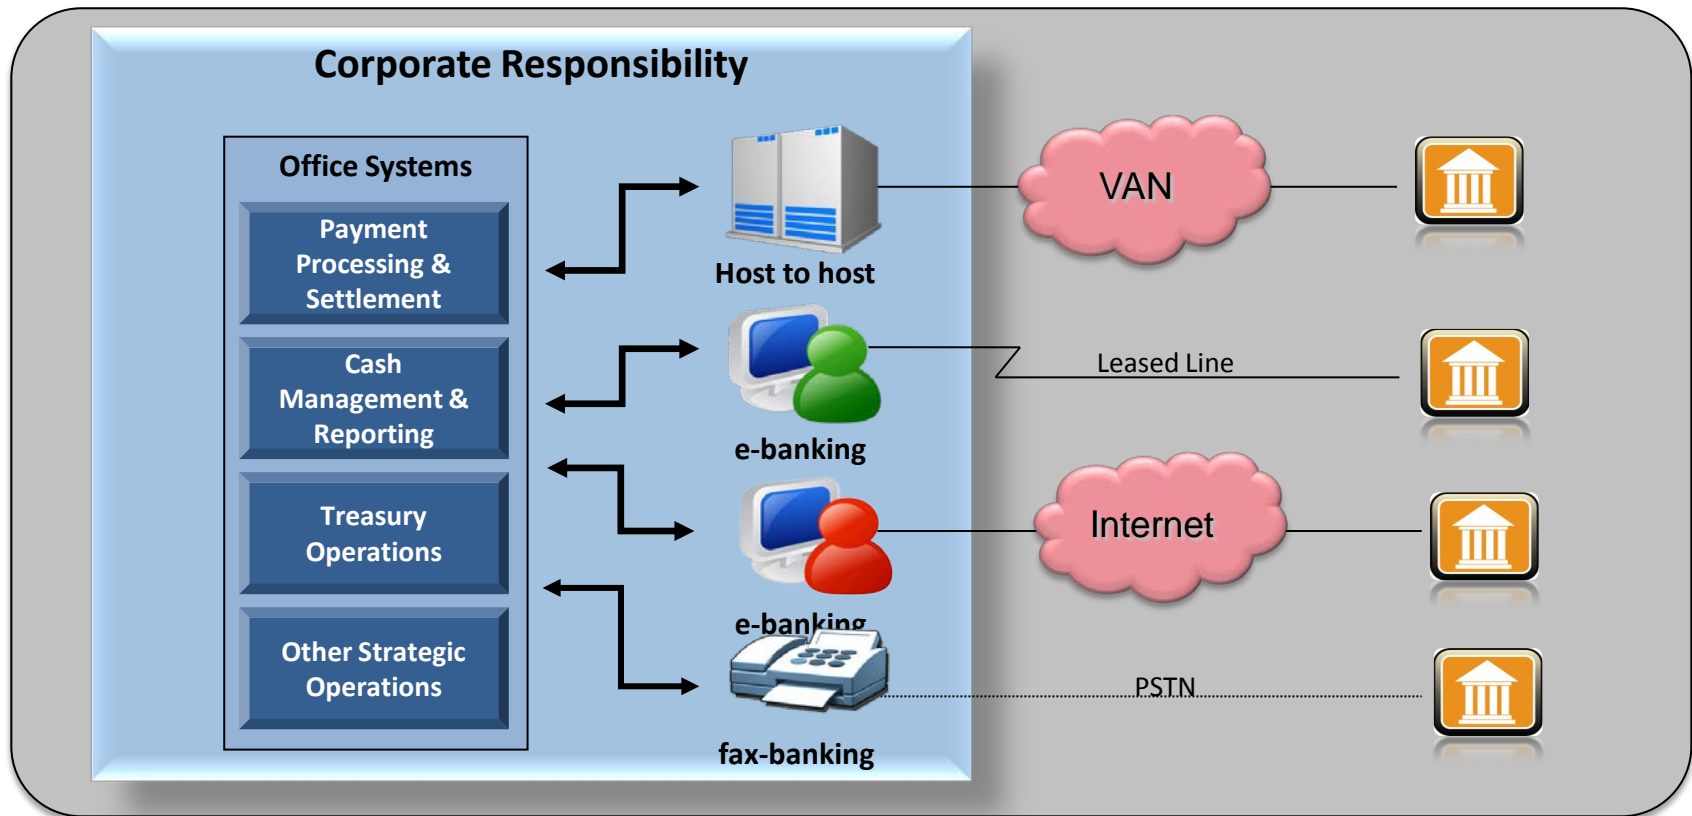 Corporate Responsibility
Office Systems
Payment
Processing &
Settlement
Cash
Management &
Reporting
Treasury
Operations
Other Strategic
Operations
Host to host
e-banking
e-banking
fax-banking
VAN
Leased Line
Internet
PSTN